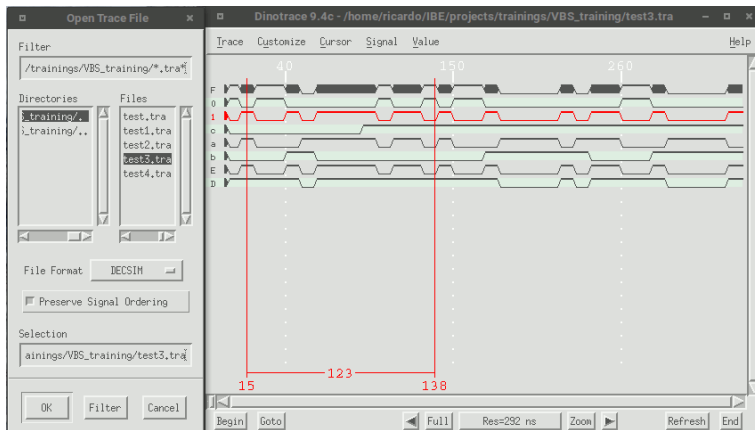 Open Trace File
Filter
/trainings/VBS_training/*.tra*
Directories
Files
S_training/.
S_training/..
test.tra
test1.tra
test2.tra
test3.tra
test4.tra
File Format
DECSIM
Preserve Signal Ordering
Selection
ainings/VBS_training/test3.tra
OK
Filter
Cancel
Dinotrace 9.4c - /home/ricardo/IBE/projects/trainings/VBS_training/test3.tra
Trace Customize Cursor Signal Value Help
40 150 260
F
0
1
c
a
b
E
D
123
15 138
Begin Goto Full Res=292 ns Zoom Refresh End